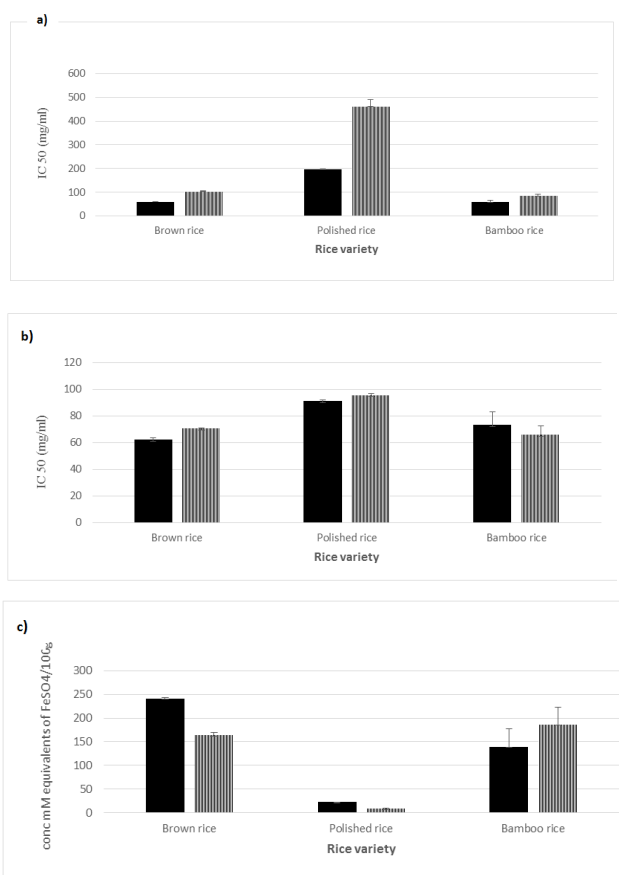 a)
600
500
400
300
200
100
0
IC 50 (mg/ml)
Brown rice Polished rice Bamboo rice
Rice variety
b)
120
100
80
60
40
20
0
IC 50 (mg/ml)
Brown rice Polished rice Bamboo rice
Rice variety
c)
300
250
200
150
100
50
0
conc mM equivalents of FeSO4/100g
Brown rice Polished rice Bamboo rice
Rice variety